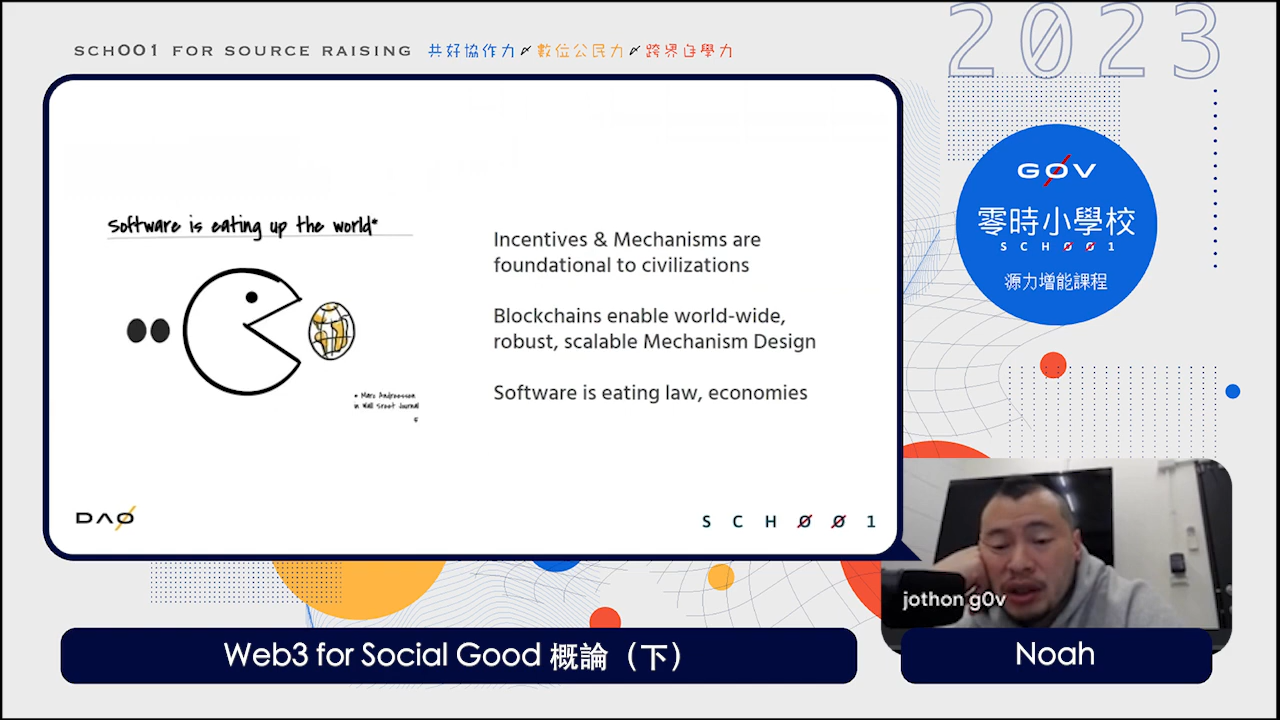 SCH001 FOR SOURCE RAISING 共好協作力 〆 數位公民力 〆 跨界自學力
2023
G0V
零時小學校
SCH001
源力增能課程
Software is eating up the world*
* Marc Andreessen
in Wall Street Journal
Incentives & Mechanisms are
foundational to civilizations
Blockchains enable world-wide,
robust, scalable Mechanism Design
Software is eating law, economies
DAO
SCH001
jothon g0v
Web3 for Social Good 概論（下）
Noah